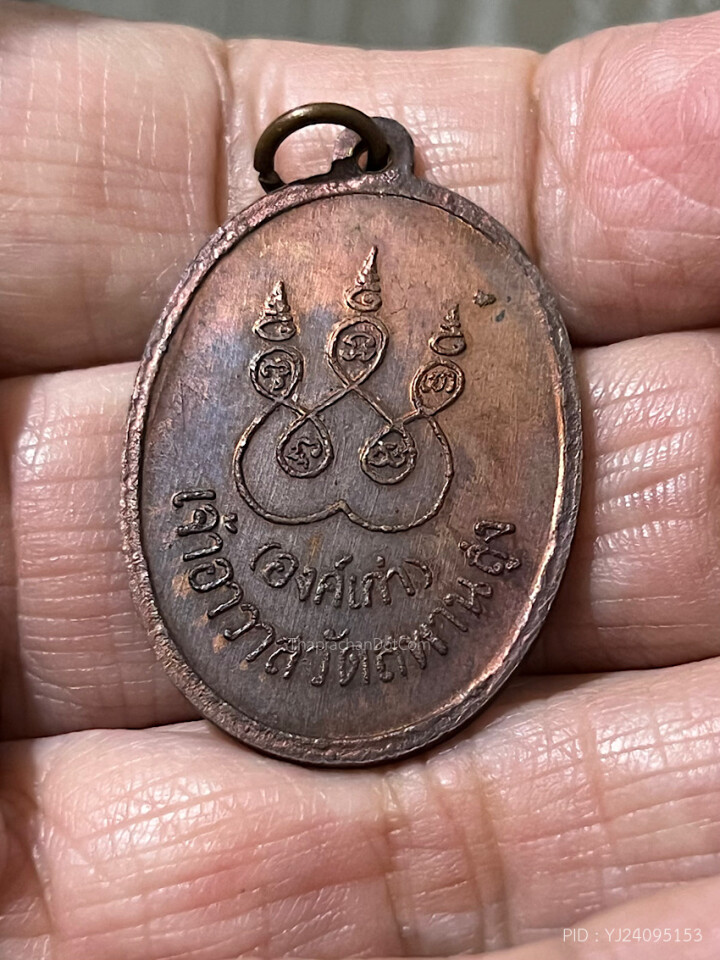 (องค์เก่า)
เจ้าอาวาสวัดสพานสูง
ThaprachanDotCom
PID : YJ24095153